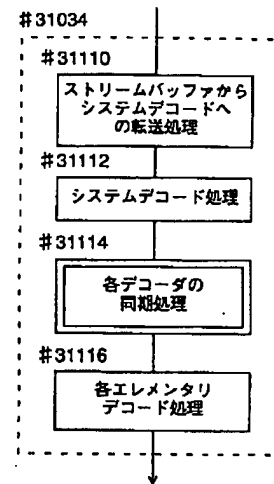 #31034
#31110
ストリームバッファから
システムデコードへ
の転送処理
#31112
システムデコード処理
#31114
各デコーダの
同期処理
#31116
各エレメンタリ
デコード処理